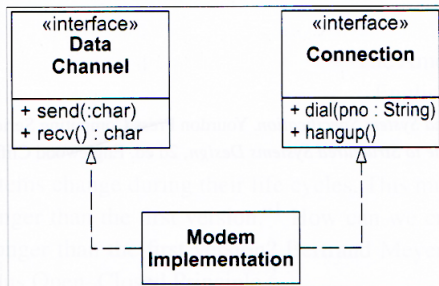 «interface»
Data
Channel
+ send(:char)
+ recv() : char
«interface»
Connection
+ dial(pno : String)
+ hangup()
Modem
Implementation